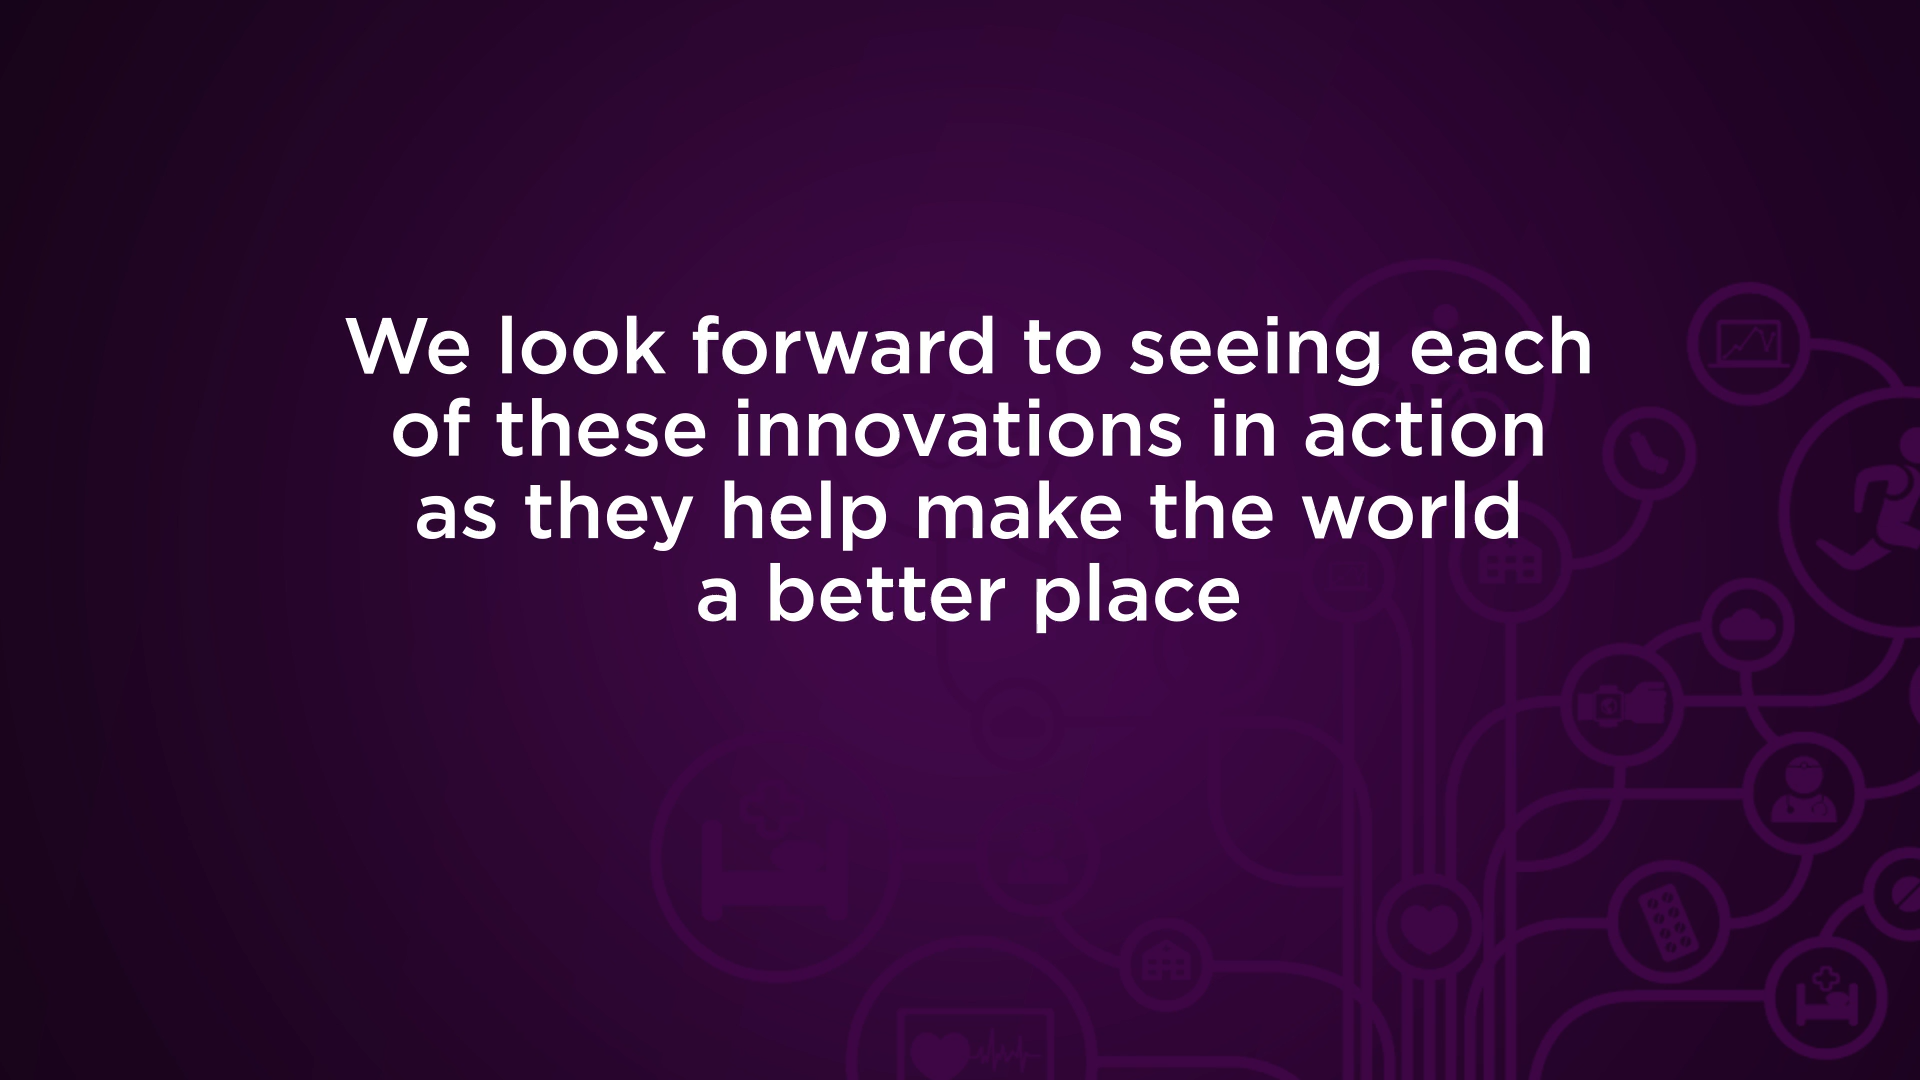 We look forward to seeing each
of these innovations in action
as they help make the world
a better place